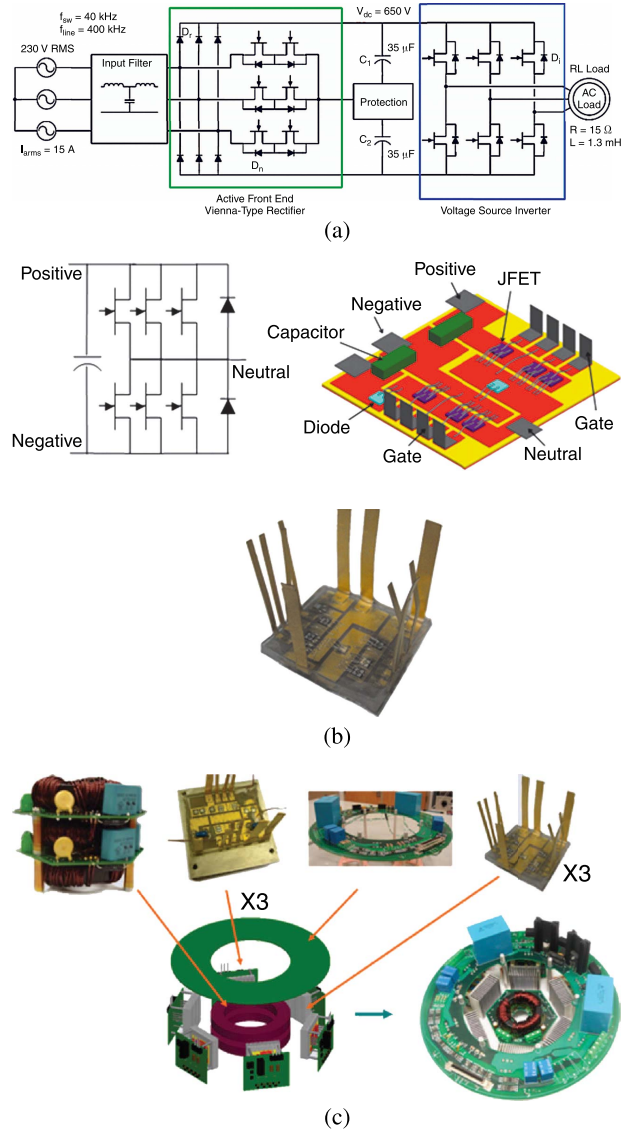 f_sw = 40 kHz
f_line = 400 kHz
230 V RMS
Input Filter
I_arms = 15 A
D_r
D_n
Active Front End
Vienna-Type Rectifier
V_dc = 650 V
35 µF
C_1
Protection
C_2
35 µF
D_i
Voltage Source Inverter
RL Load
AC
Load
R = 15 Ω
L = 1.3 mH
(a)
Positive
Neutral
Negative
Positive
JFET
Negative
Capacitor
Diode
Gate
Gate
Neutral
(b)
X3
X3
(c)